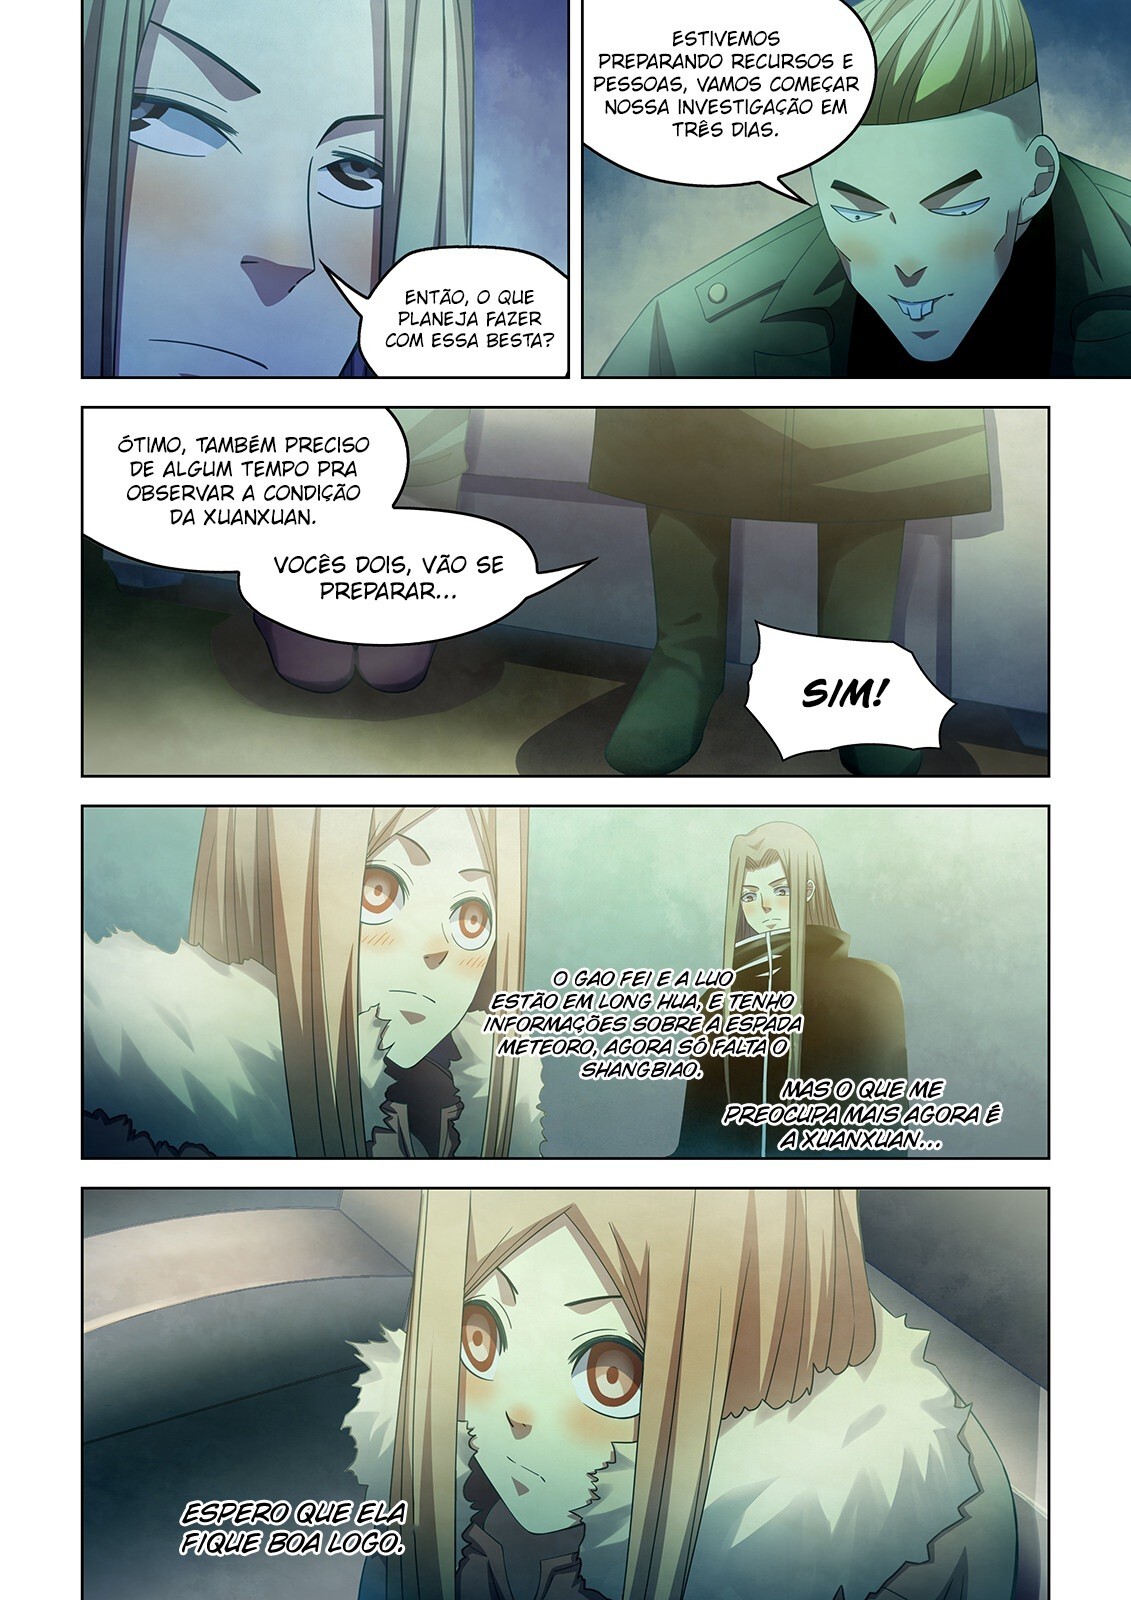 ENTÃO, O QUE
PLANEJA FAZER
COM ESSA BESTA?
ESTIVEMOS
PREPARANDO RECURSOS E
PESSOAS, VAMOS COMEÇAR
NOSSA INVESTIGAÇÃO EM
TRÊS DIAS.
ÓTIMO, TAMBÉM PRECISO
DE ALGUM TEMPO PRA
OBSERVAR A CONDIÇÃO
DA XUANXUAN.
VOCÊS DOIS, VÃO SE
PREPARAR...
SIM!
O GAO FEI E A LUO
ESTÃO EM LONG HUA, E TENHO
INFORMAÇÕES SOBRE A ESPADA
METEORO, AGORA SÓ FALTA O
SHANGBIAO.
MAS O QUE ME
PREOCUPA MAIS AGORA É
A XUANXUAN...
ESPERO QUE ELA
FIQUE BOA LOGO.